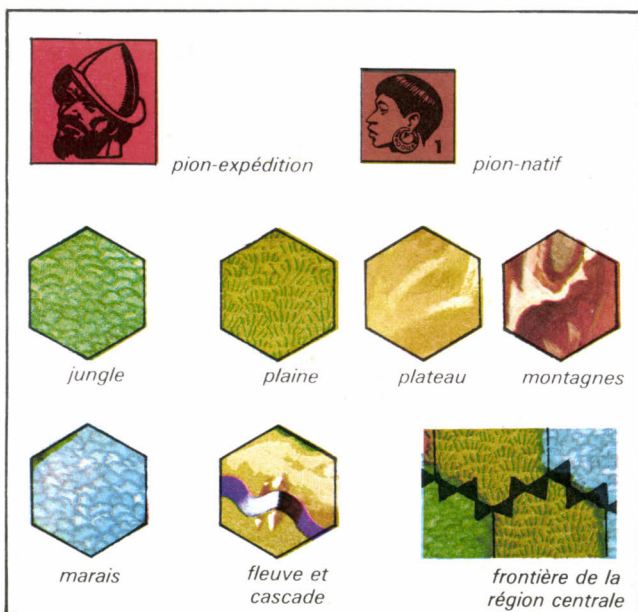 1
pion-expédition
pion-natif
jungle
plaine
plateau
montagnes
marais
fleuve et
cascade
frontière de la
région centrale